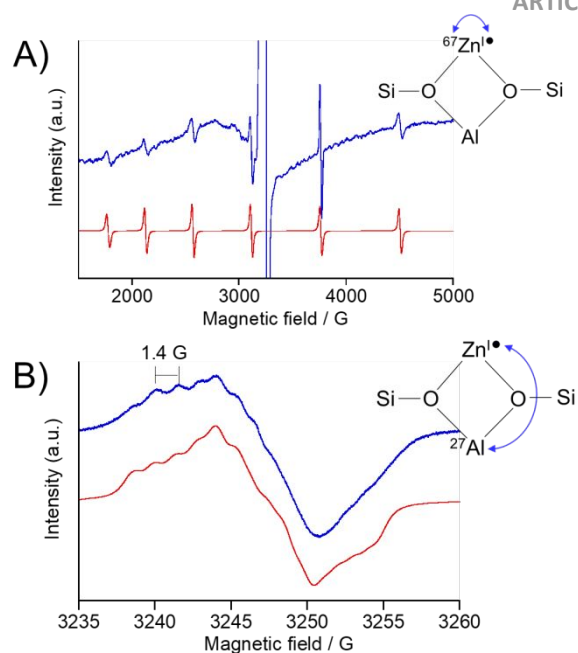 ARTIC
A)
Intensity (a.u.)
2000 3000 4000 5000
Magnetic field / G
⁶⁷Znᴵ•
Si—O O—Si
Al
B)
1.4 G
Intensity (a.u.)
3235 3240 3245 3250 3255 3260
Magnetic field / G
Znᴵ•
Si—O O—Si
²⁷Al